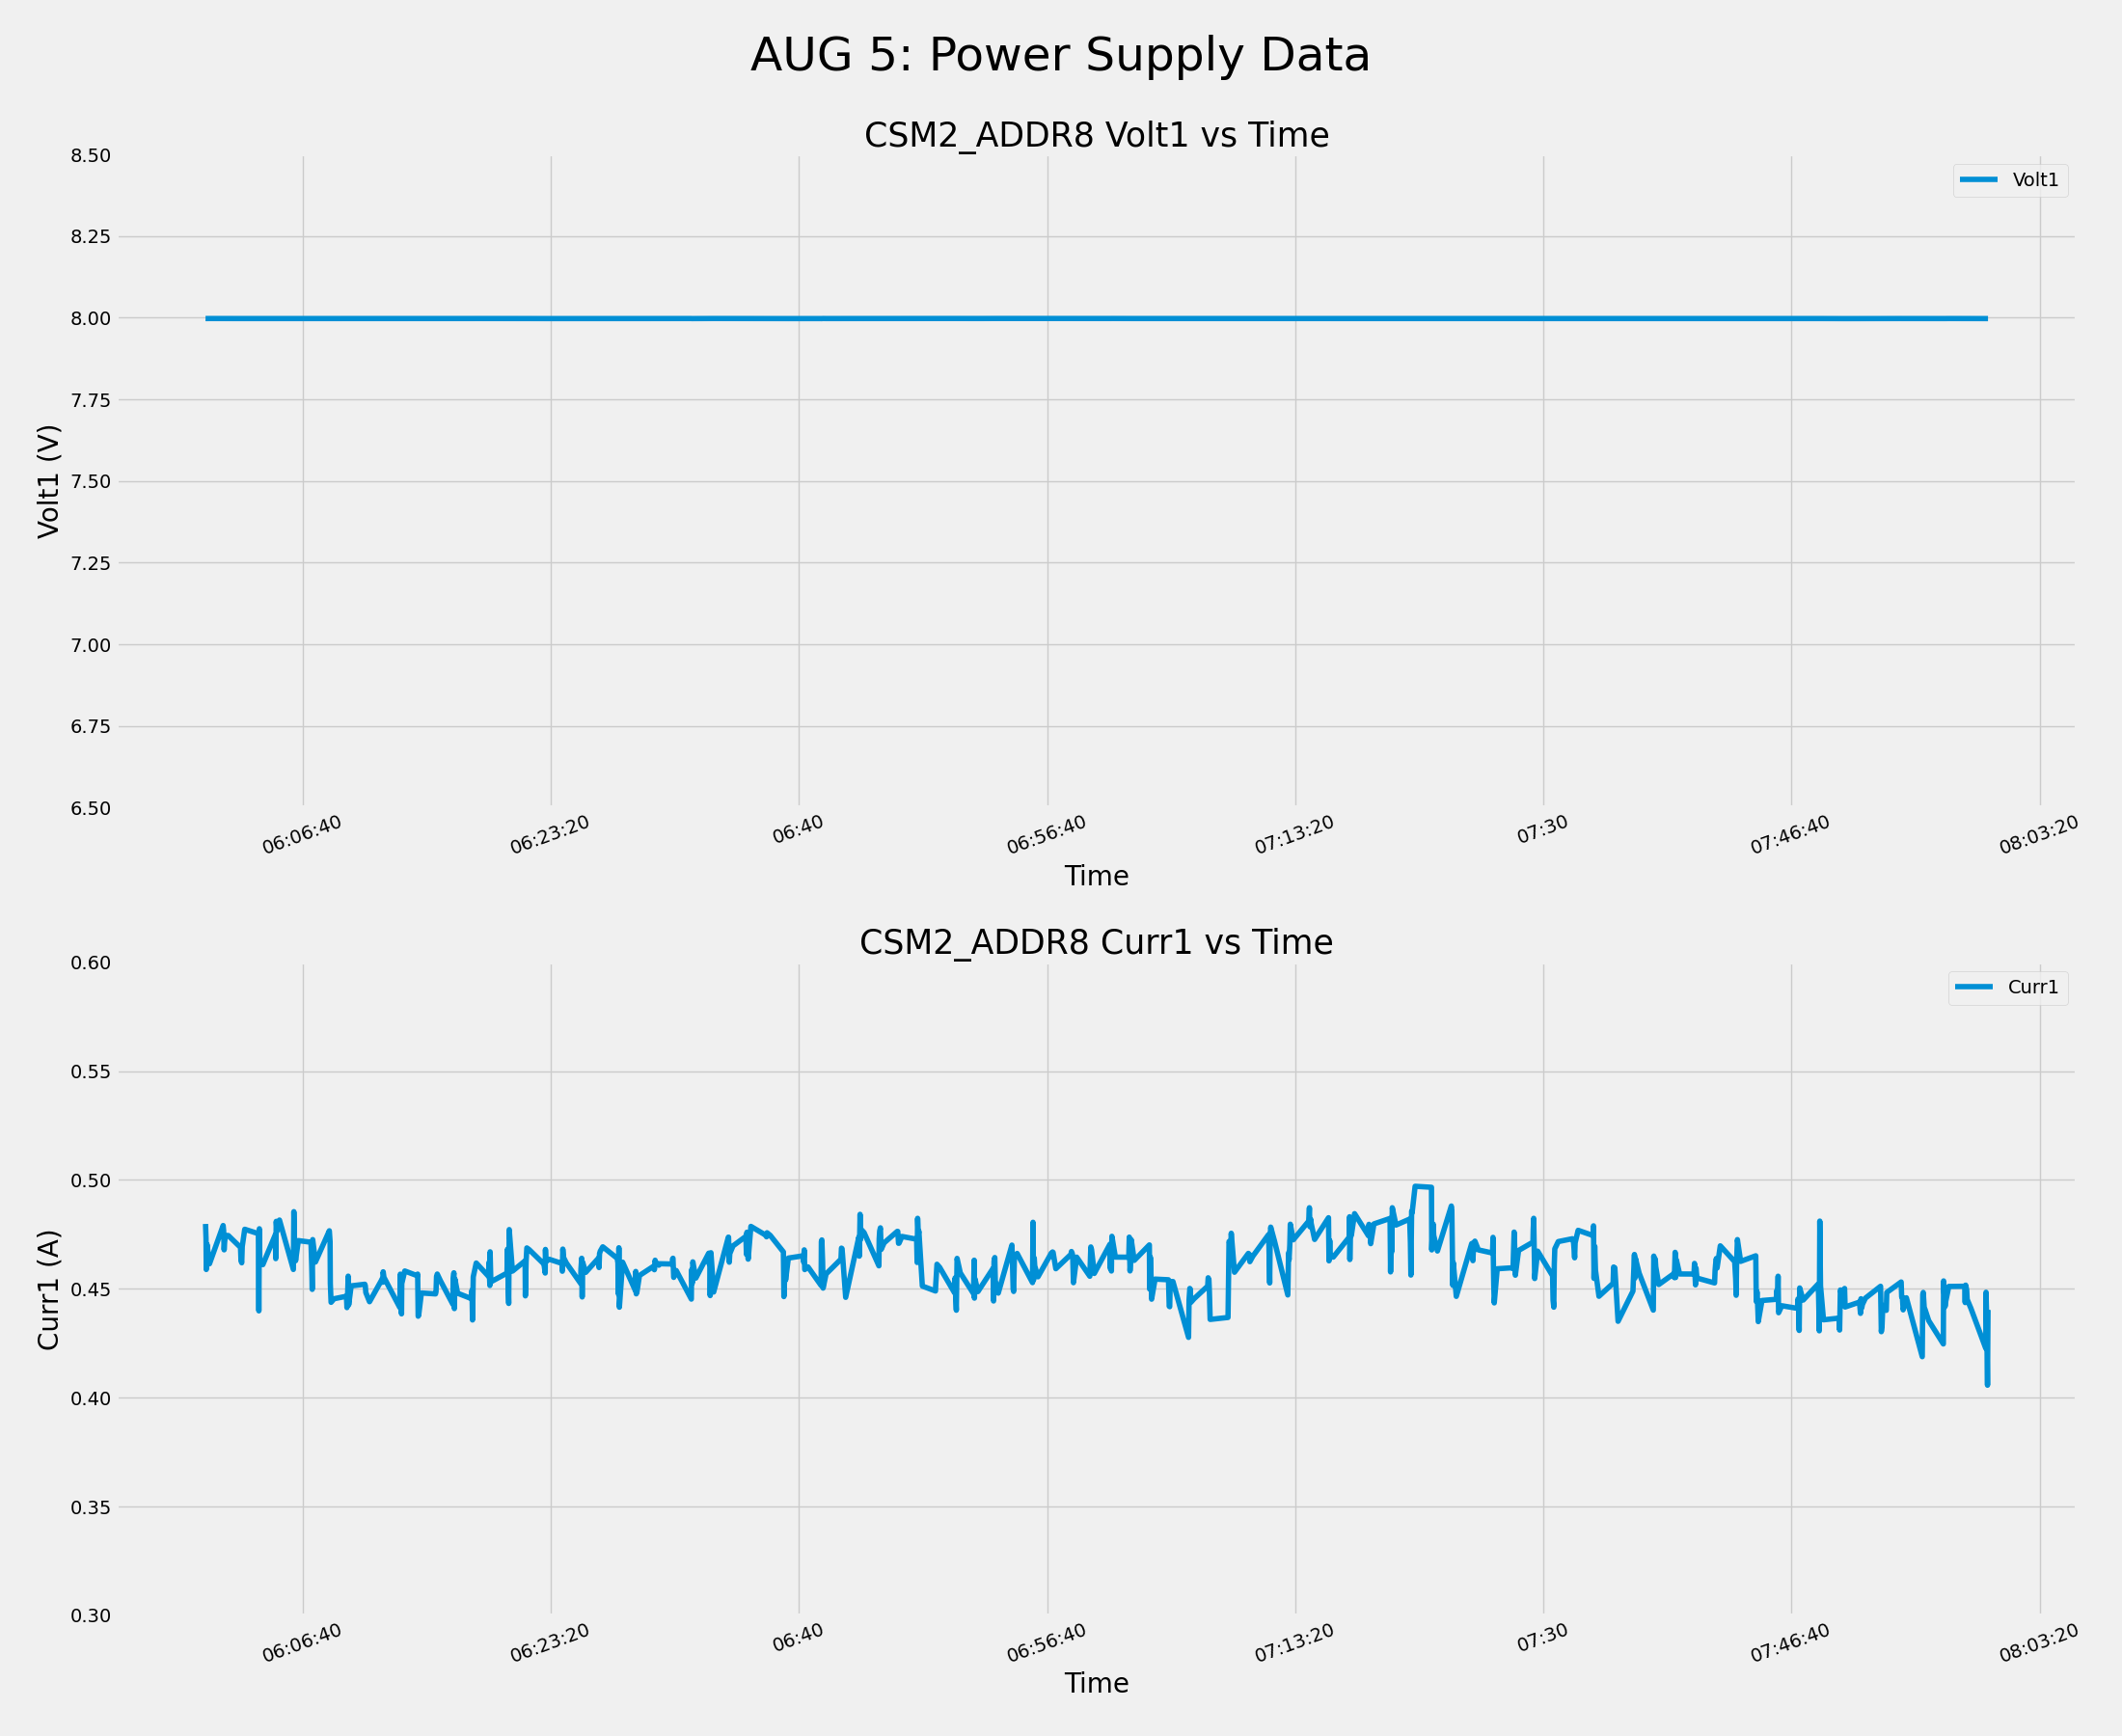 AUG 5: Power Supply Data
CSM2_ADDR8 Volt1 vs Time
Volt1
Volt1 (V)
8.50
8.25
8.00
7.75
7.50
7.25
7.00
6.75
6.50
06:06:40 06:23:20 06:40 06:56:40 07:13:20 07:30 07:46:40 08:03:20
Time
CSM2_ADDR8 Curr1 vs Time
Curr1
Curr1 (A)
0.60
0.55
0.50
0.45
0.40
0.35
0.30
06:06:40 06:23:20 06:40 06:56:40 07:13:20 07:30 07:46:40 08:03:20
Time